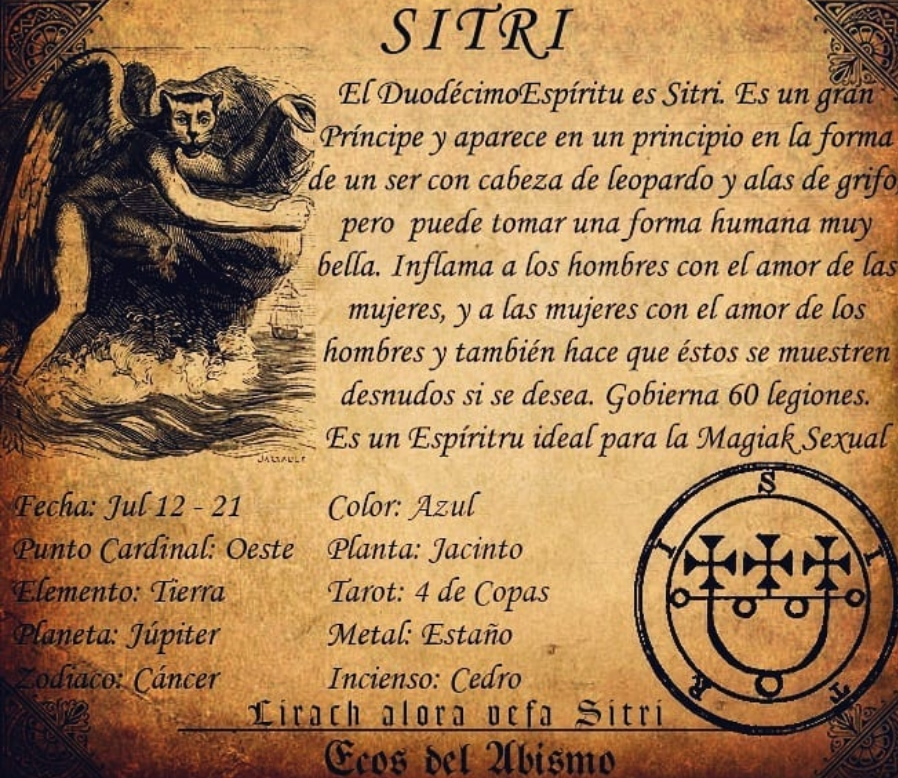 SITRI
El DuodécimoEspíritu es Sitri. Es un gran
Príncipe y aparece en un principio en la forma
de un ser con cabeza de leopardo y alas de grifo,
pero puede tomar una forma humana muy
bella. Inflama a los hombres con el amor de las
mujeres, y a las mujeres con el amor de los
hombres y también hace que éstos se muestren
desnudos si se desea. Gobierna 60 legiones.
Es un Espíritru ideal para la Magiak Sexual
Fecha: Jul 12 - 21
Punto Cardinal: Oeste
Elemento: Tierra
Planeta: Júpiter
Zodiaco: Cáncer
Color: Azul
Planta: Jacinto
Tarot: 4 de Copas
Metal: Estaño
Incienso: Cedro
S I T R I
Lirach alora vefa Sitri
Ecos del Abismo